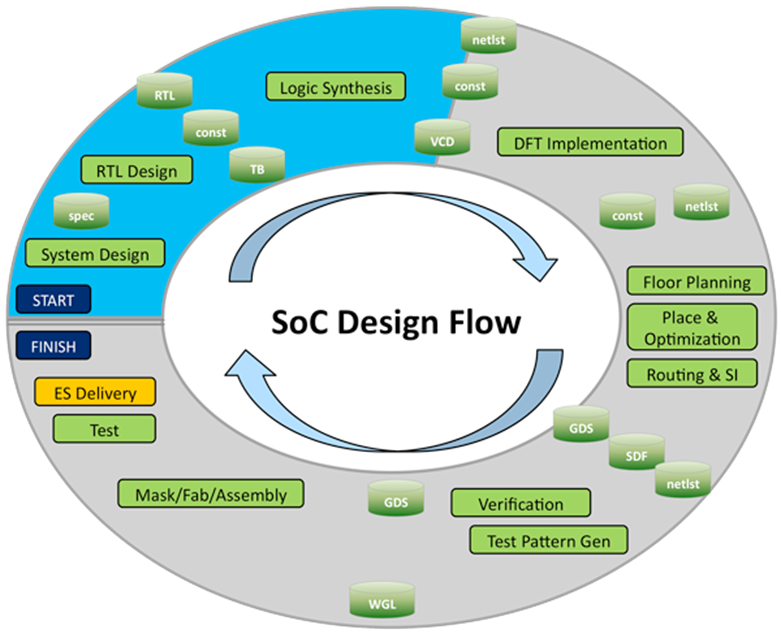 START
System Design
spec
RTL Design
RTL
const
TB
Logic Synthesis
netlst
const
VCD
DFT Implementation
const
netlst
Floor Planning
Place &
Optimization
Routing & SI
GDS
SDF
netlst
Verification
Test Pattern Gen
GDS
WGL
Mask/Fab/Assembly
Test
ES Delivery
FINISH
SoC Design Flow